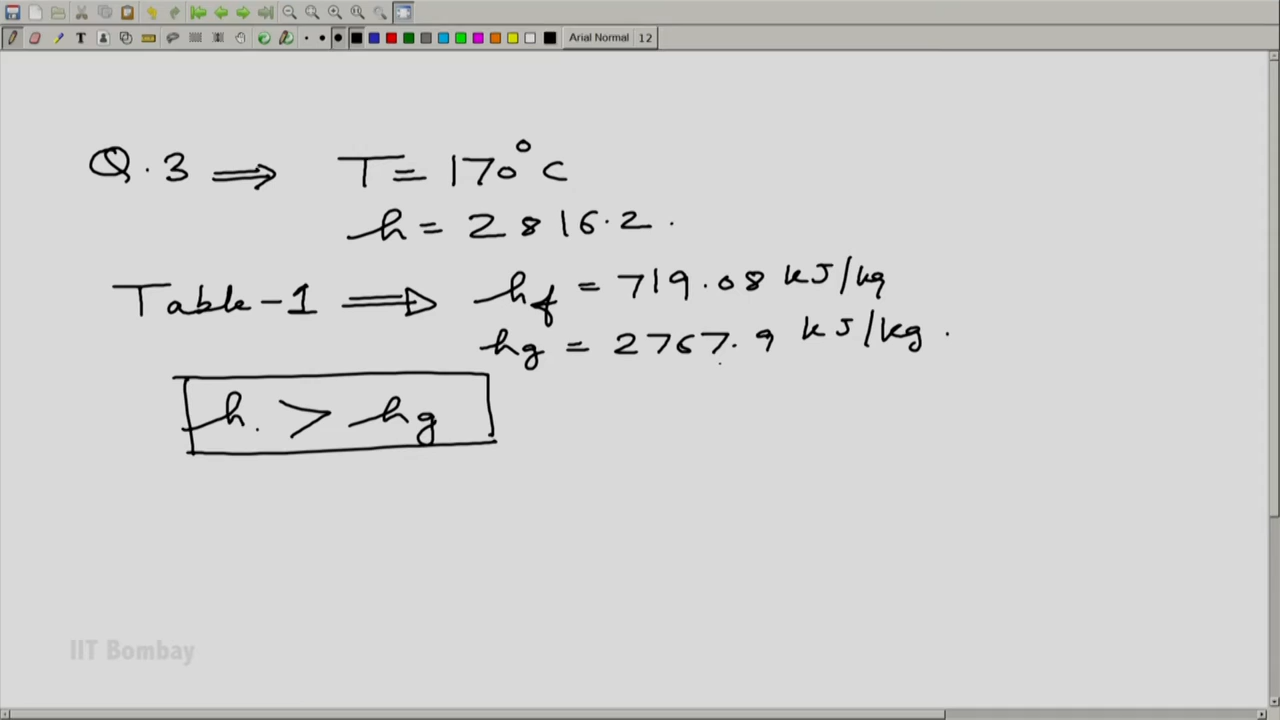 Arial Normal 12
Q.3 ⟹ T = 170°C
h = 2816.2.
Table-1 ⟹ hf = 719.08 kJ/kg
hg = 2767.9 kJ/kg.
h. > hg
IIT Bombay